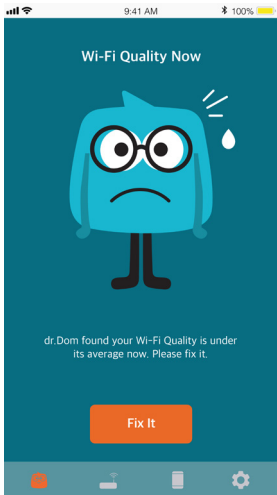 9:41 AM
100%
Wi-Fi Quality Now
dr.Dom found your Wi-Fi Quality is under
its average now. Please fix it.
Fix It